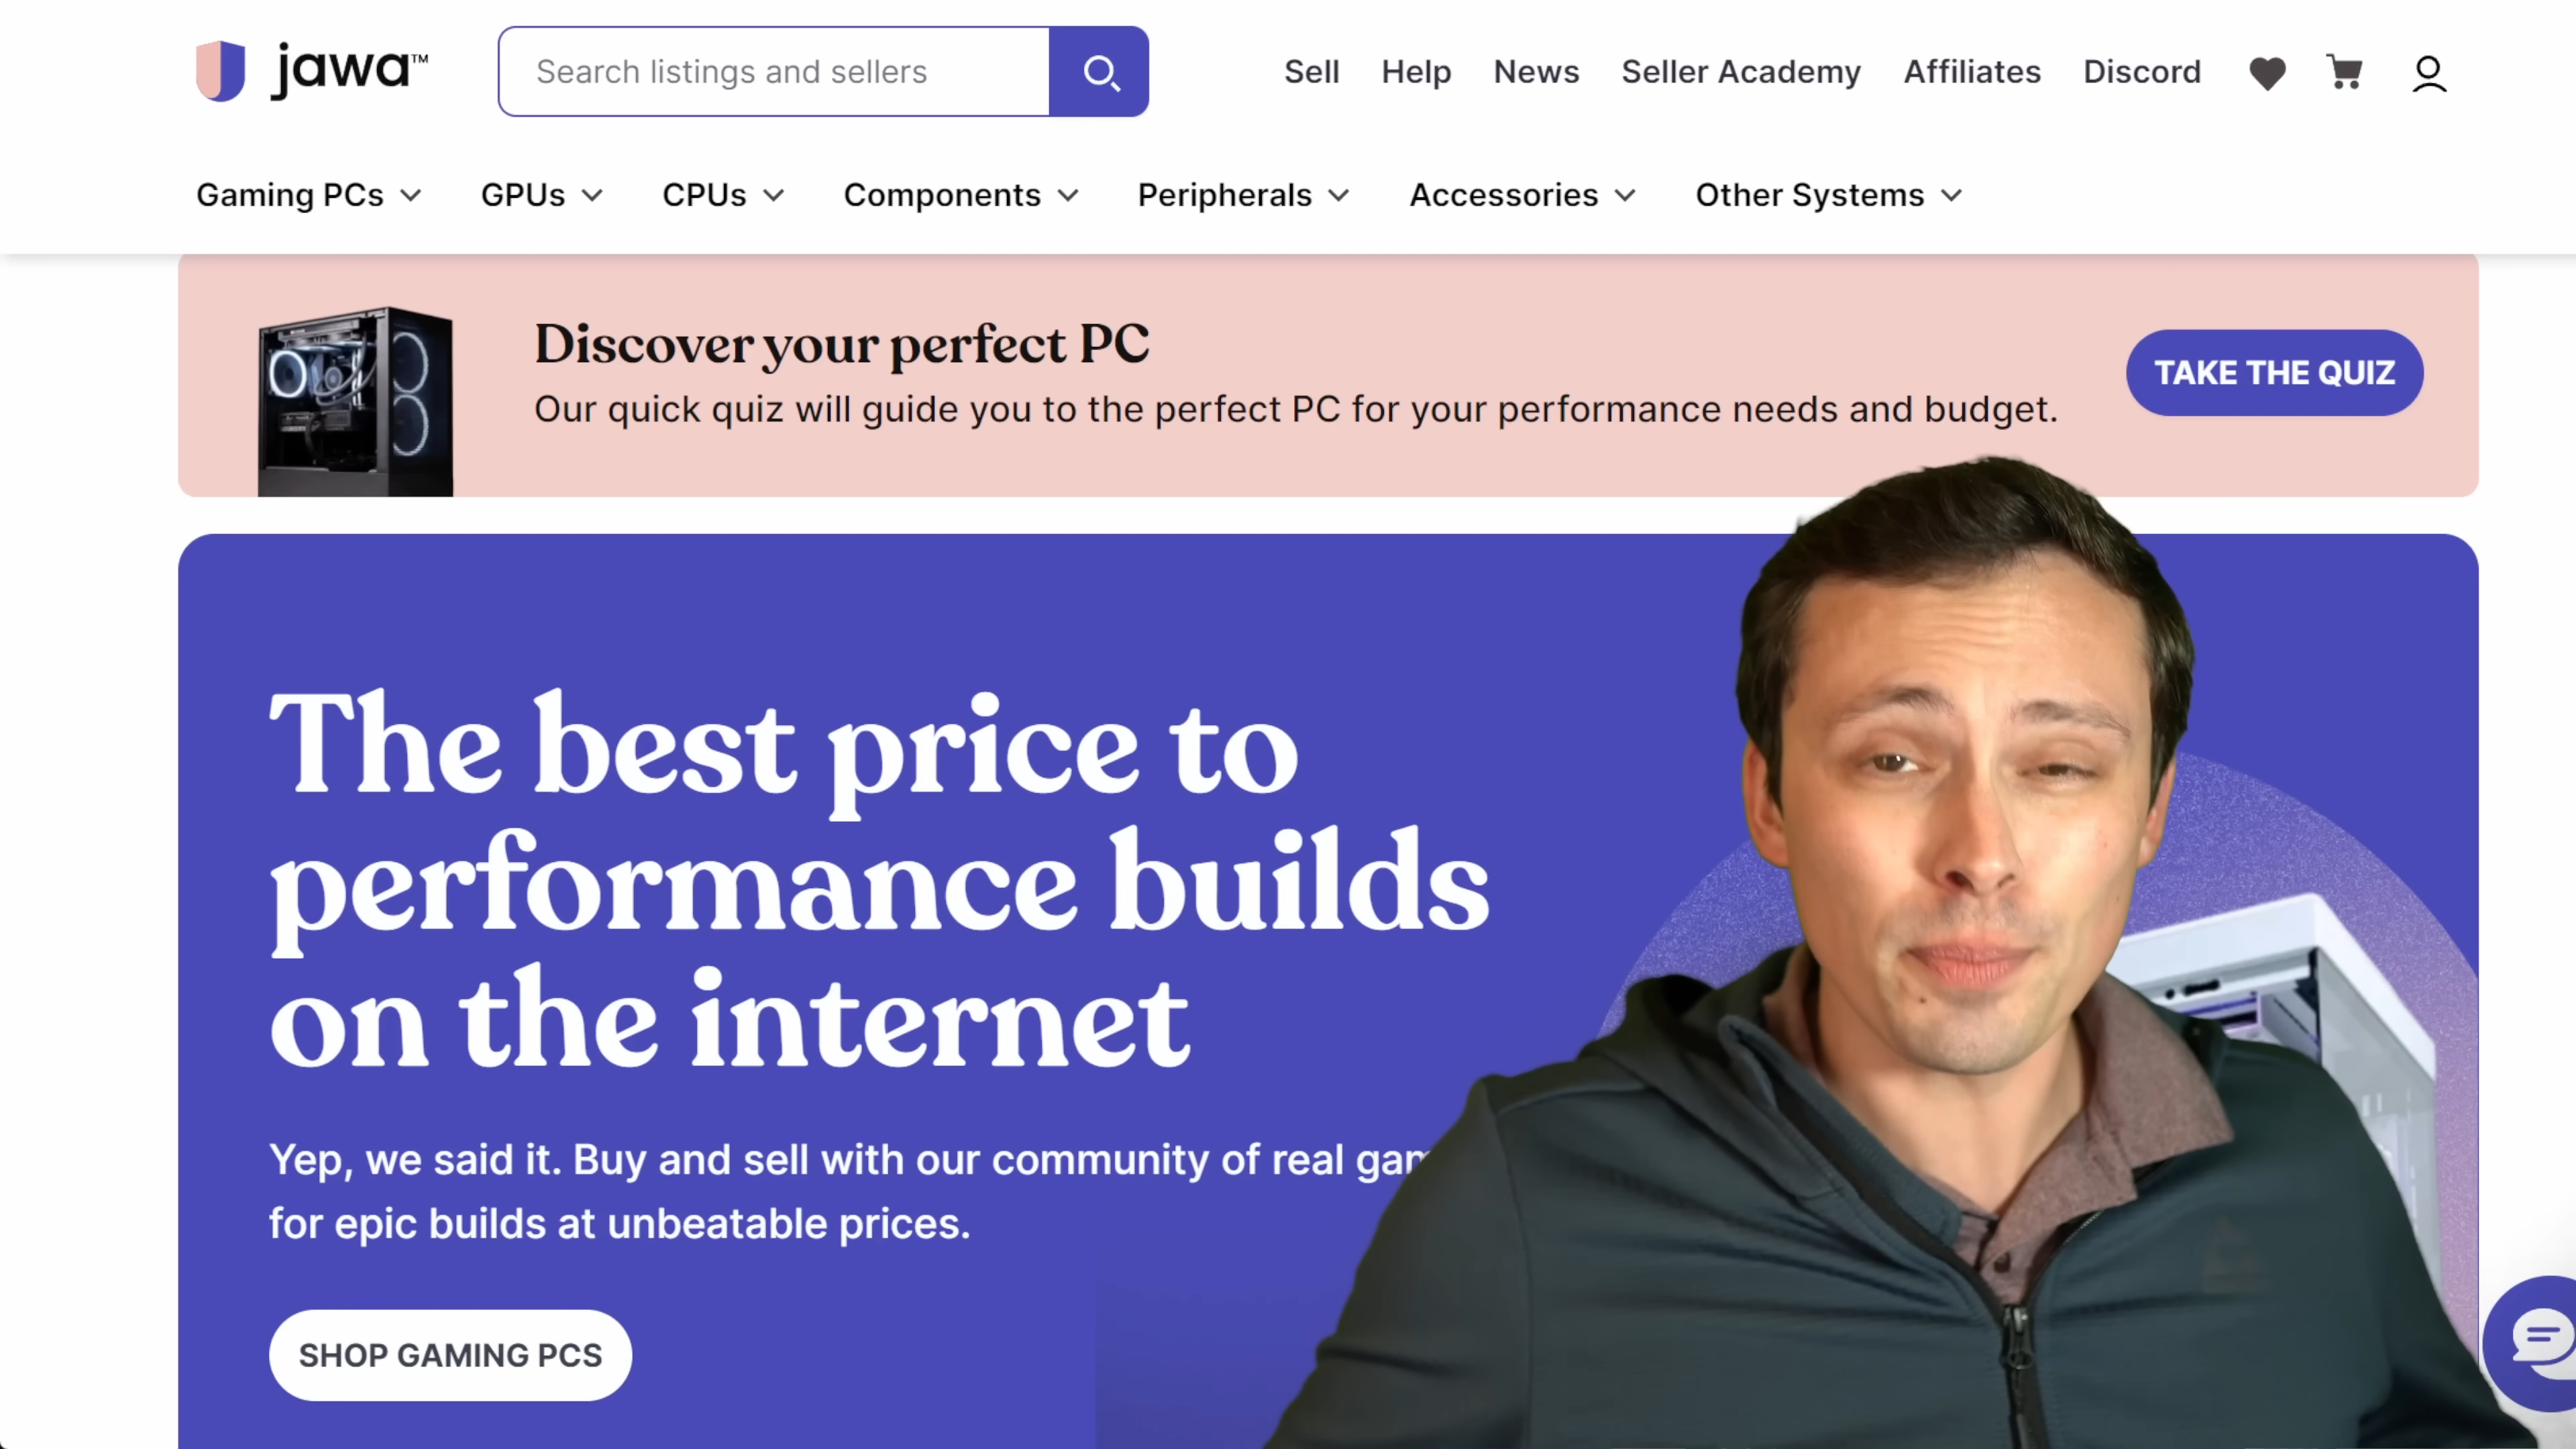 jawa™
Search listings and sellers
Sell Help News Seller Academy Affiliates Discord
Gaming PCs GPUs CPUs Components Peripherals Accessories Other Systems
Discover your perfect PC
Our quick quiz will guide you to the perfect PC for your performance needs and budget.
TAKE THE QUIZ
The best price to
performance builds
on the internet
Yep, we said it. Buy and sell with our community of real
for epic builds at unbeatable prices.
SHOP GAMING PCS